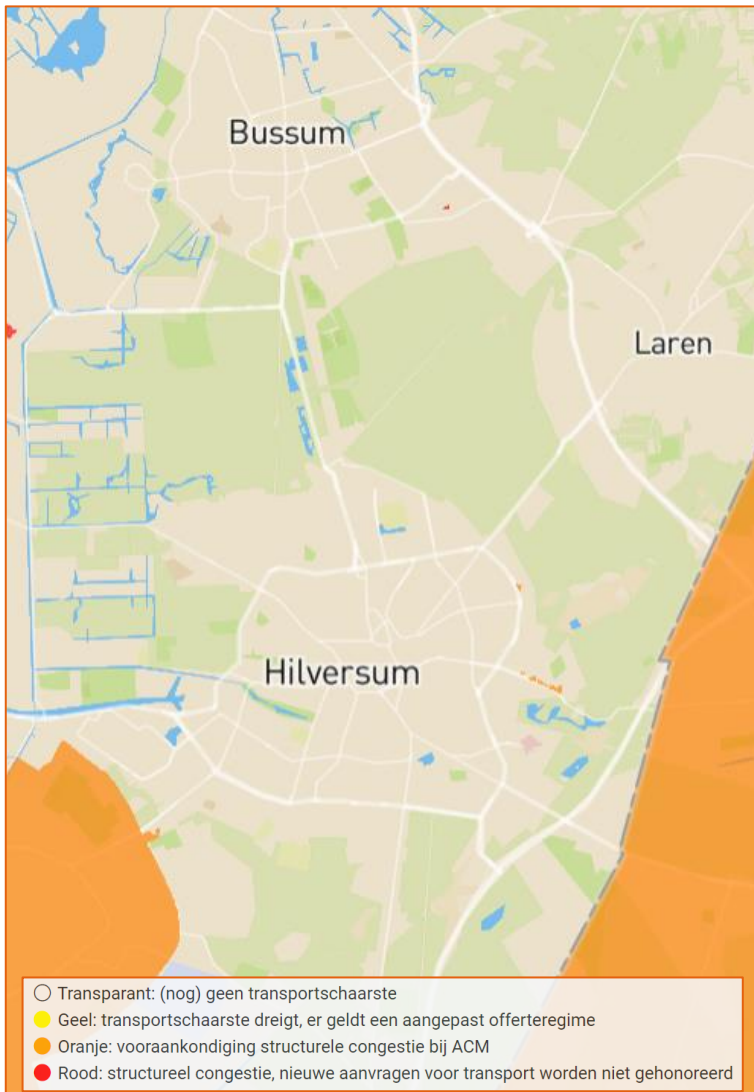 Bussum
Laren
Hilversum
Transparant: (nog) geen transportschaarste
Geel: transportschaarste dreigt, er geldt een aangepast offerteregime
Oranje: vooraankondiging structurele congestie bij ACM
Rood: structureel congestie, nieuwe aanvragen voor transport worden niet gehonoreerd